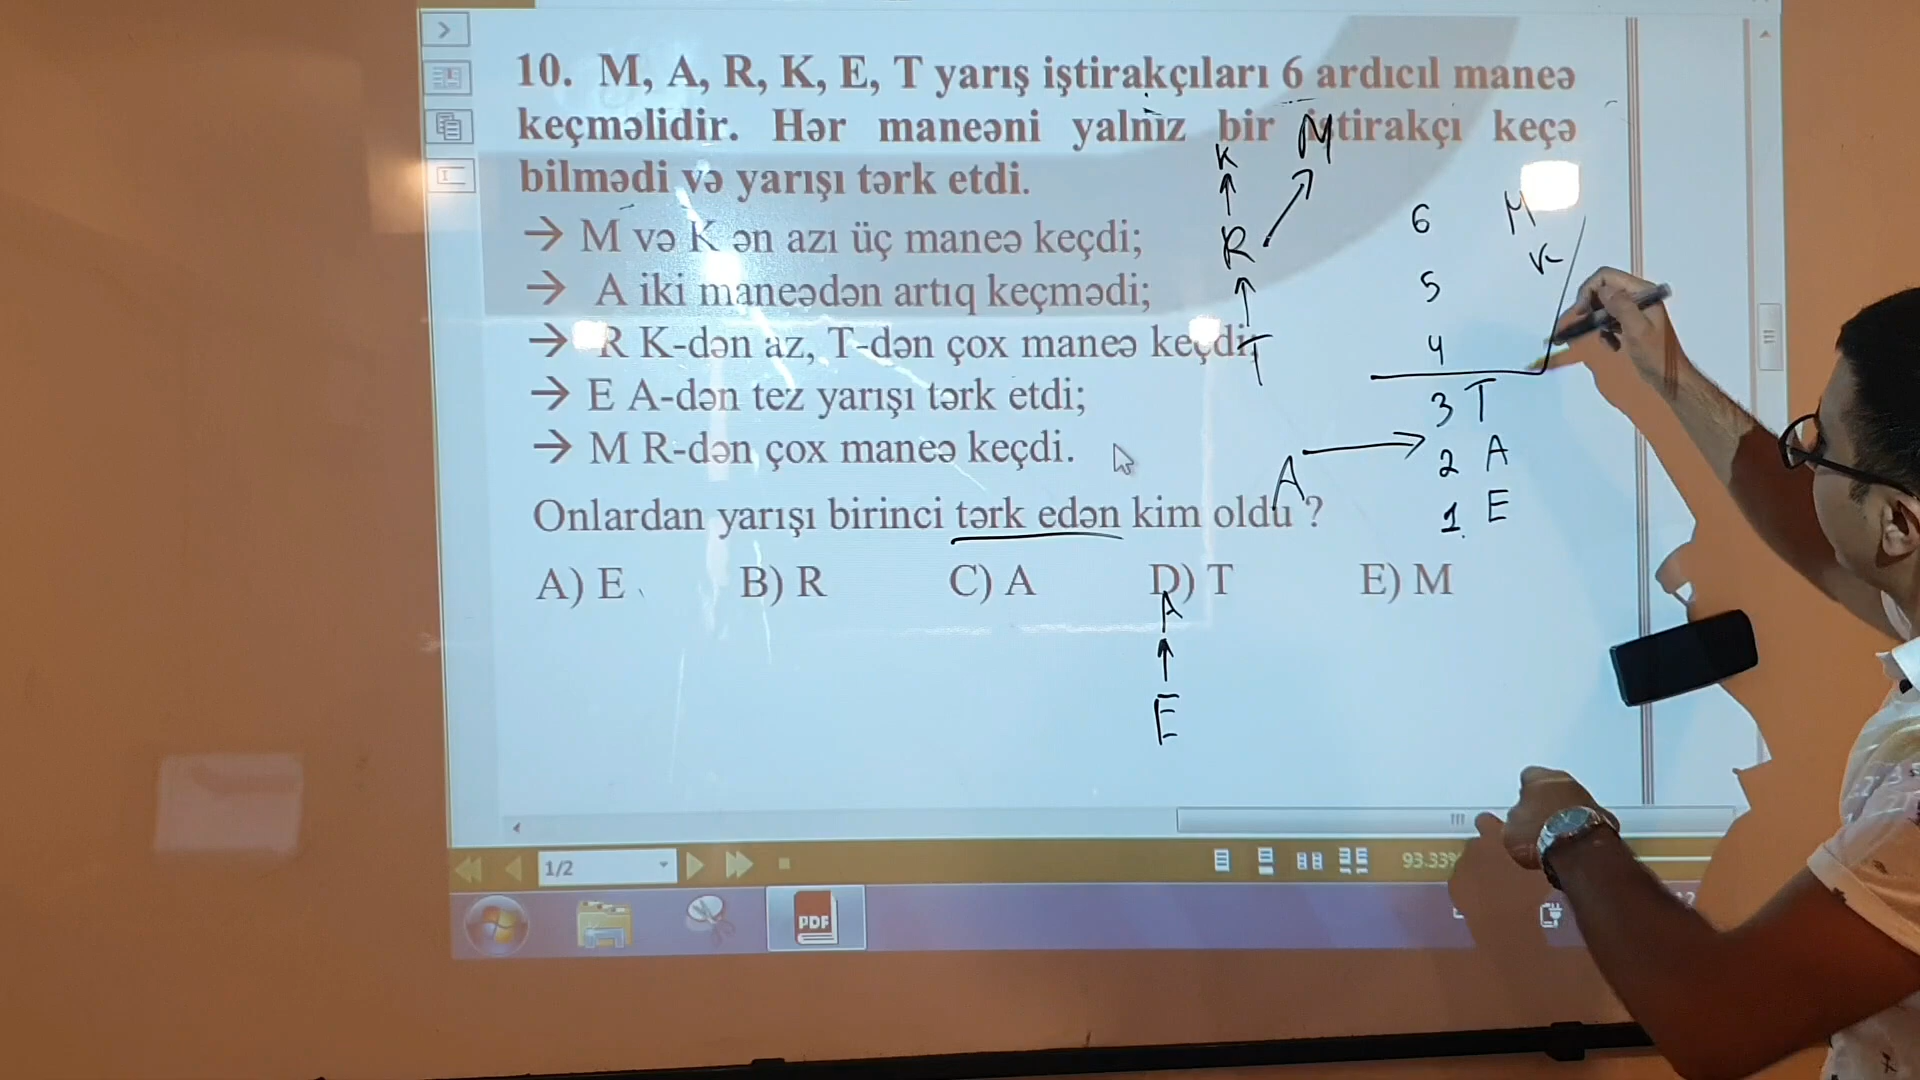 10. M, A, R, K, E, T yarış iştirakçıları 6 ardıcıl maneə
keçməlidir. Hər maneəni yalnız bir iştirakçı keçə
bilmədi və yarışı tərk etdi.
→ M və K ən azı üç maneə keçdi;
→ A iki maneədən artıq keçmədi;
→ R K-dən az, T-dən çox maneə keçdi;
→ E A-dən tez yarışı tərk etdi;
→ M R-dən çox maneə keçdi.
Onlardan yarışı birinci tərk edən kim oldu ?
A) E B) R C) A D) T E) M
K M
R
T
A
A
E
6 M
K
5
4
3 T
2 A
1. E
1/2
93.33%
PDF